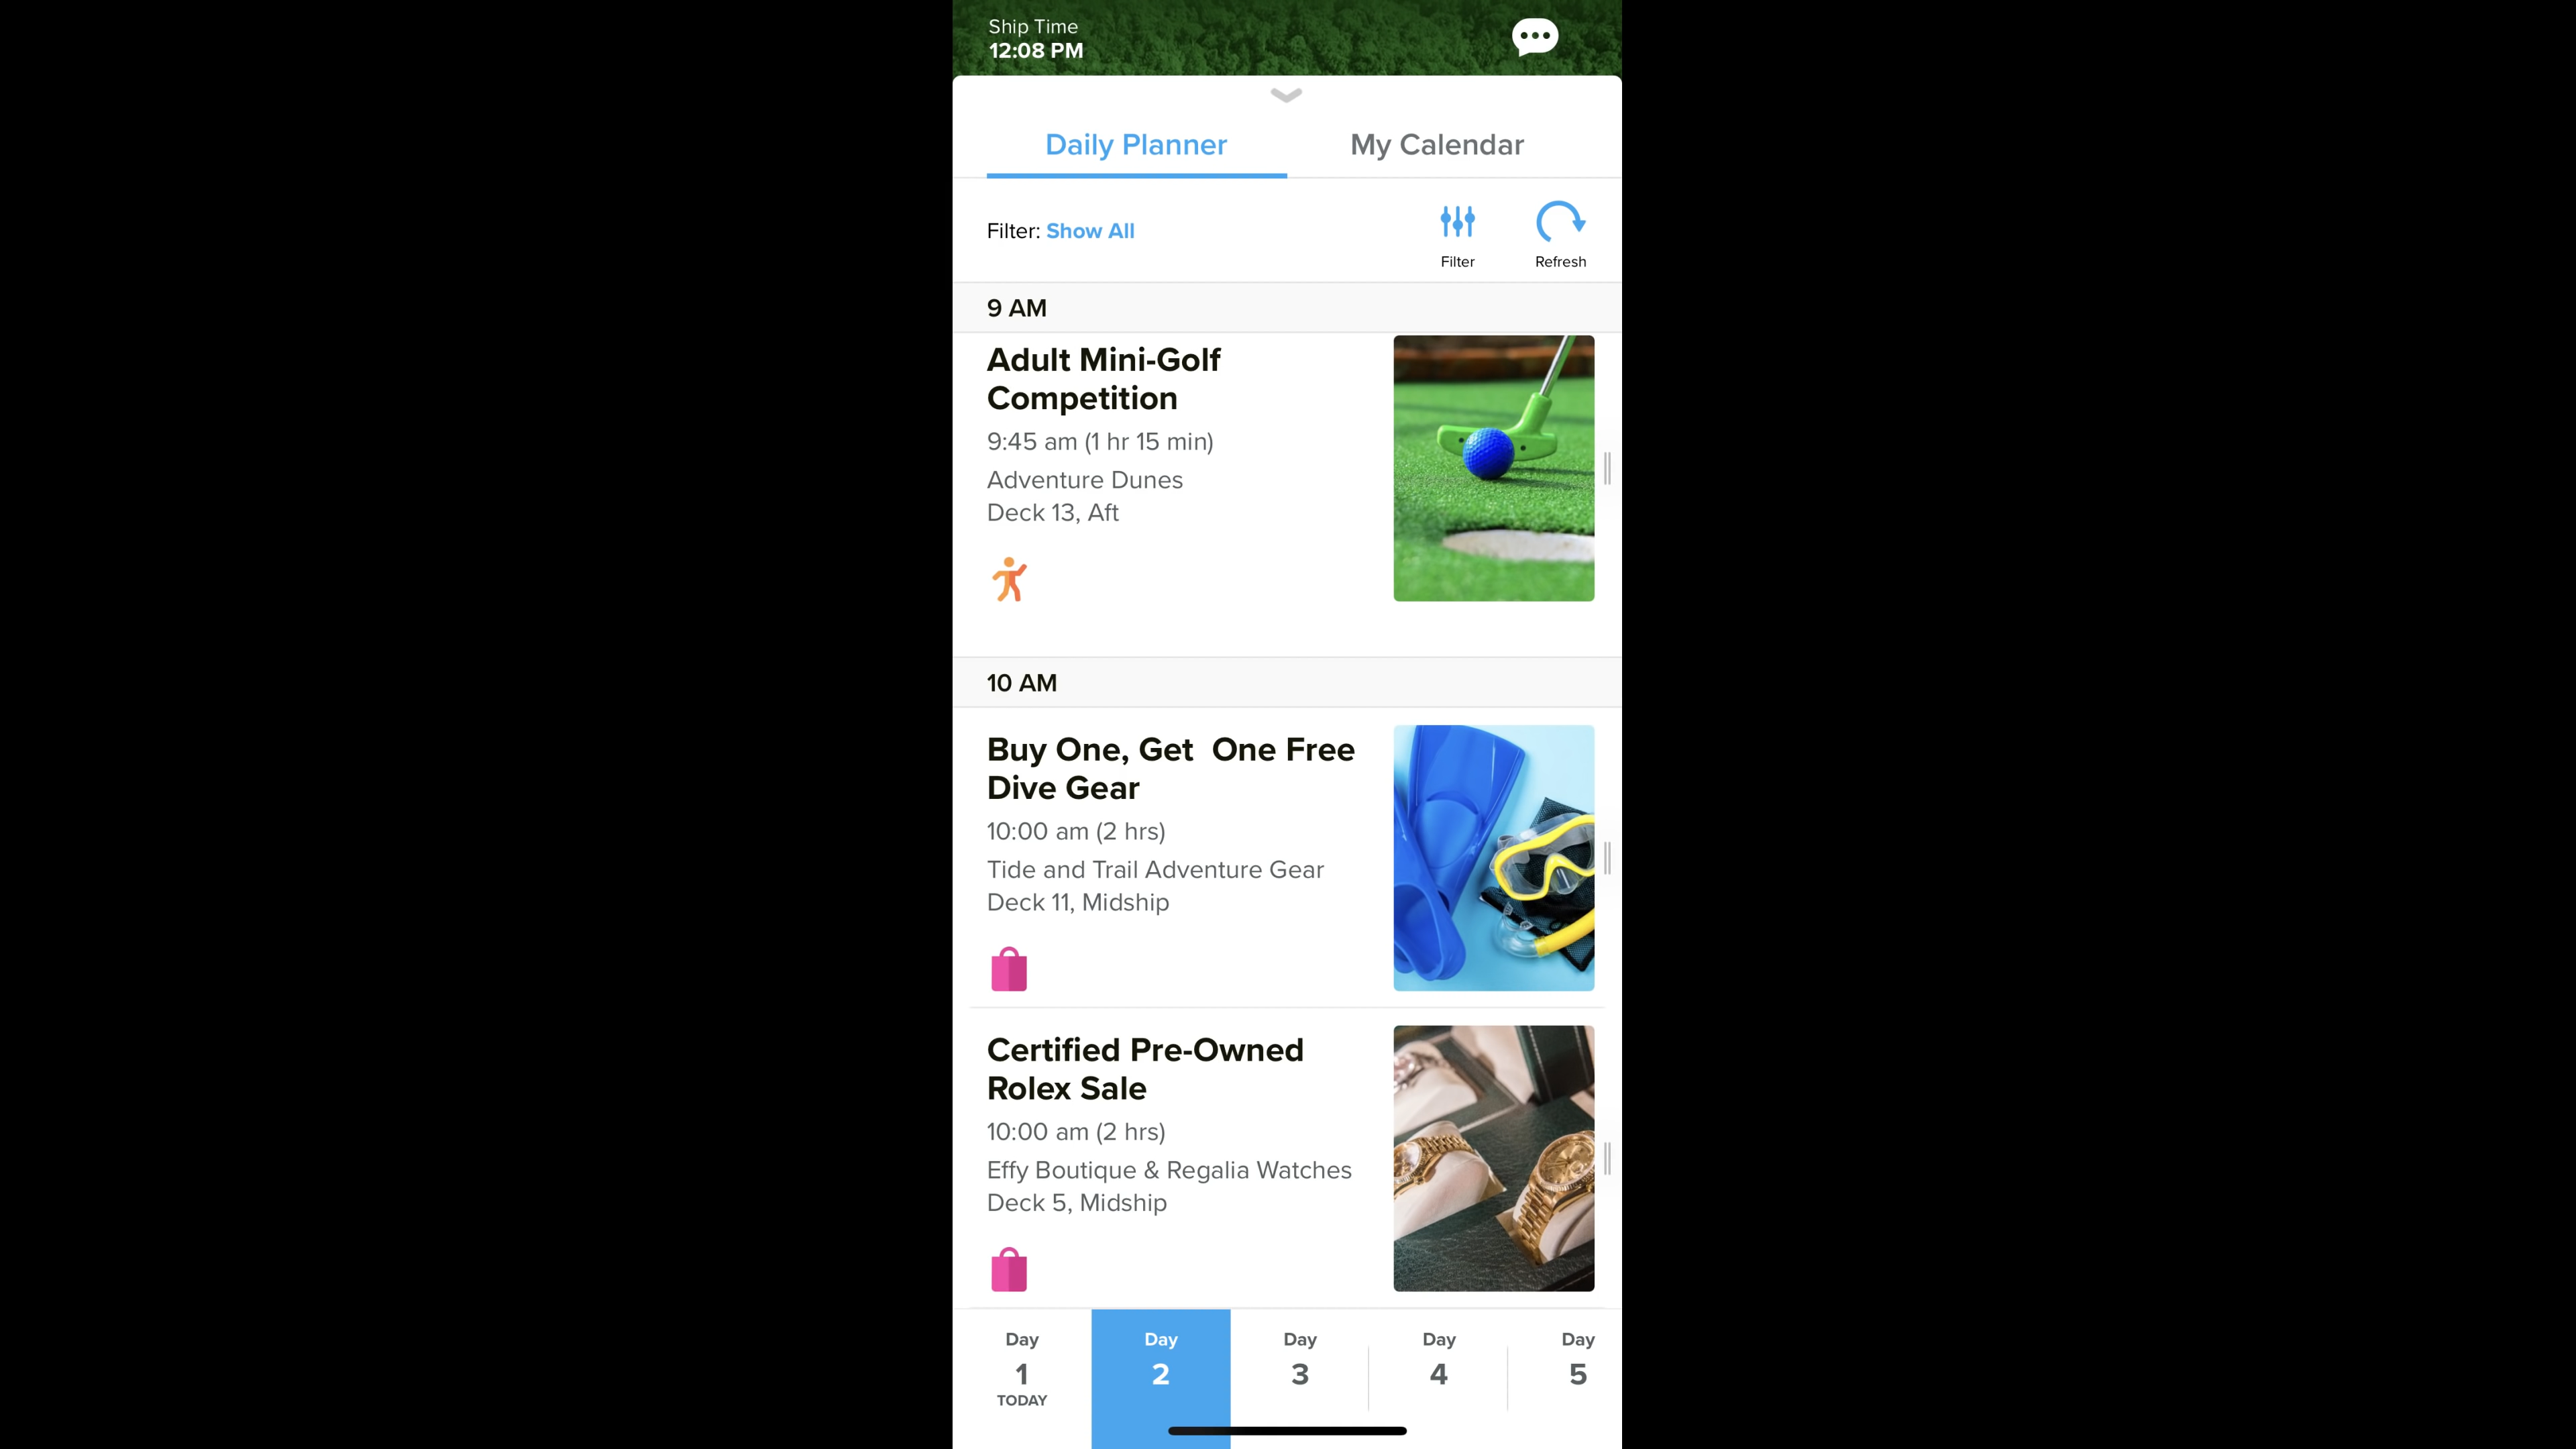 Ship Time
12:08 PM
Daily Planner
My Calendar
Filter: Show All
Filter
Refresh
9 AM
Adult Mini-Golf
Competition
9:45 am (1 hr 15 min)
Adventure Dunes
Deck 13, Aft
10 AM
Buy One, Get  One Free
Dive Gear
10:00 am (2 hrs)
Tide and Trail Adventure Gear
Deck 11, Midship
Certified Pre-Owned
Rolex Sale
10:00 am (2 hrs)
Effy Boutique & Regalia Watches
Deck 5, Midship
Day
1
TODAY
Day
2
Day
3
Day
4
Day
5